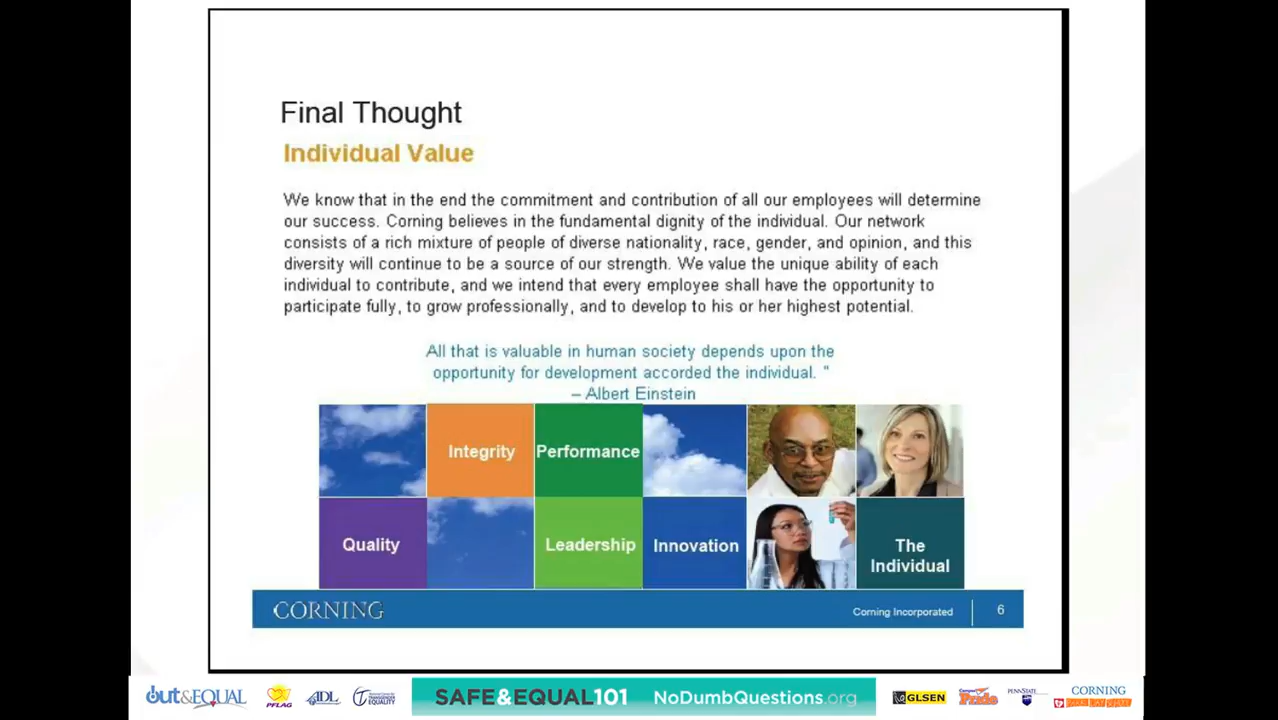 Final Thought
Individual Value
We know that in the end the commitment and contribution of all our employees will determine
our success. Corning believes in the fundamental dignity of the individual. Our network
consists of a rich mixture of people of diverse nationality, race, gender, and opinion, and this
diversity will continue to be a source of our strength. We value the unique ability of each
individual to contribute, and we intend that every employee shall have the opportunity to
participate fully, to grow professionally, and to develop to his or her highest potential.
All that is valuable in human society depends upon the
opportunity for development accorded the individual. "
– Albert Einstein
Integrity
Performance
Quality
Leadership
Innovation
The
Individual
CORNING
Corning Incorporated
6
out&EQUAL
PFLAG
ADL
TRANSGENDER
EQUALITY
SAFE&EQUAL101
NoDumbQuestions.org
GLSEN
Campus
Pride
PENNSTATE
CORNING